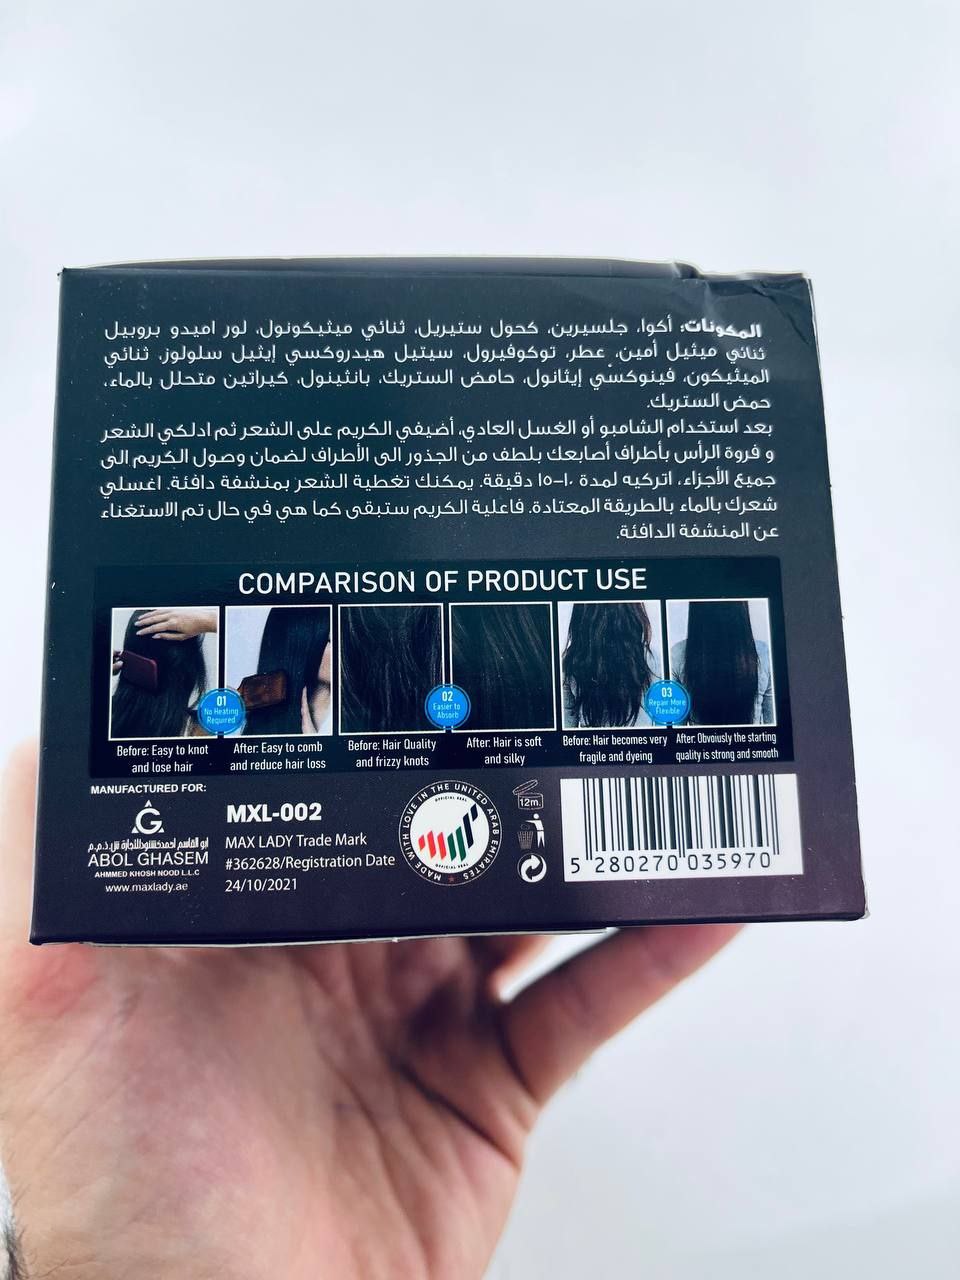 المكونات: أكوا، جلسيرين، كحول ستيريل، ثنائي ميثيكونول، لور اميدو بروبيل
ثنائي ميثيل أمين، عطر، توكوفيرول، سيتيل هيدروكسي إيثيل سلولوز، ثنائي
الميثيكون، فينوكسي إيثانول، حامض الستريك، بانثينول، كيراتين متحلل بالماء،
حمض الستريك.
بعد استخدام الشامبو أو الغسل العادي، أضيفي الكريم على الشعر ثم ادلكي الشعر
و فروة الرأس بأطراف أصابعك بلطف من الجذور الى الأطراف لضمان وصول الكريم الى
جميع الأجزاء، اتركيه لمدة ١٠-١٥ دقيقة. يمكنك تغطية الشعر بمنشفة دافئة. اغسلي
شعرك بالماء بالطريقة المعتادة. فاعلية الكريم ستبقى كما هي في حال تم الاستغناء
عن المنشفة الدافئة.
COMPARISON OF PRODUCT USE
01
No Heating
Required
02
Easier to
Absorb
03
Repair More
Flexible
Before: Easy to knot
and lose hair
After: Easy to comb
and reduce hair loss
Before: Hair Quality
and frizzy knots
After: Hair is soft
and silky
Before: Hair becomes very
fragile and dyeing
After: Obvoiusly the starting
quality is strong and smooth
MANUFACTURED FOR:
AG
ابو القاسم احمد خشنود للتجارة ش.ذ.م.م
ABOL GHASEM
AHMMED KHOSH NOOD L.L.C
www.maxlady.ae
MXL-002
MAX LADY Trade Mark
#362628/Registration Date
24/10/2021
MADE WITH LOVE IN THE UNITED ARAB EMIRATES
OFFICIAL SEAL
12m.
5 280270 035970